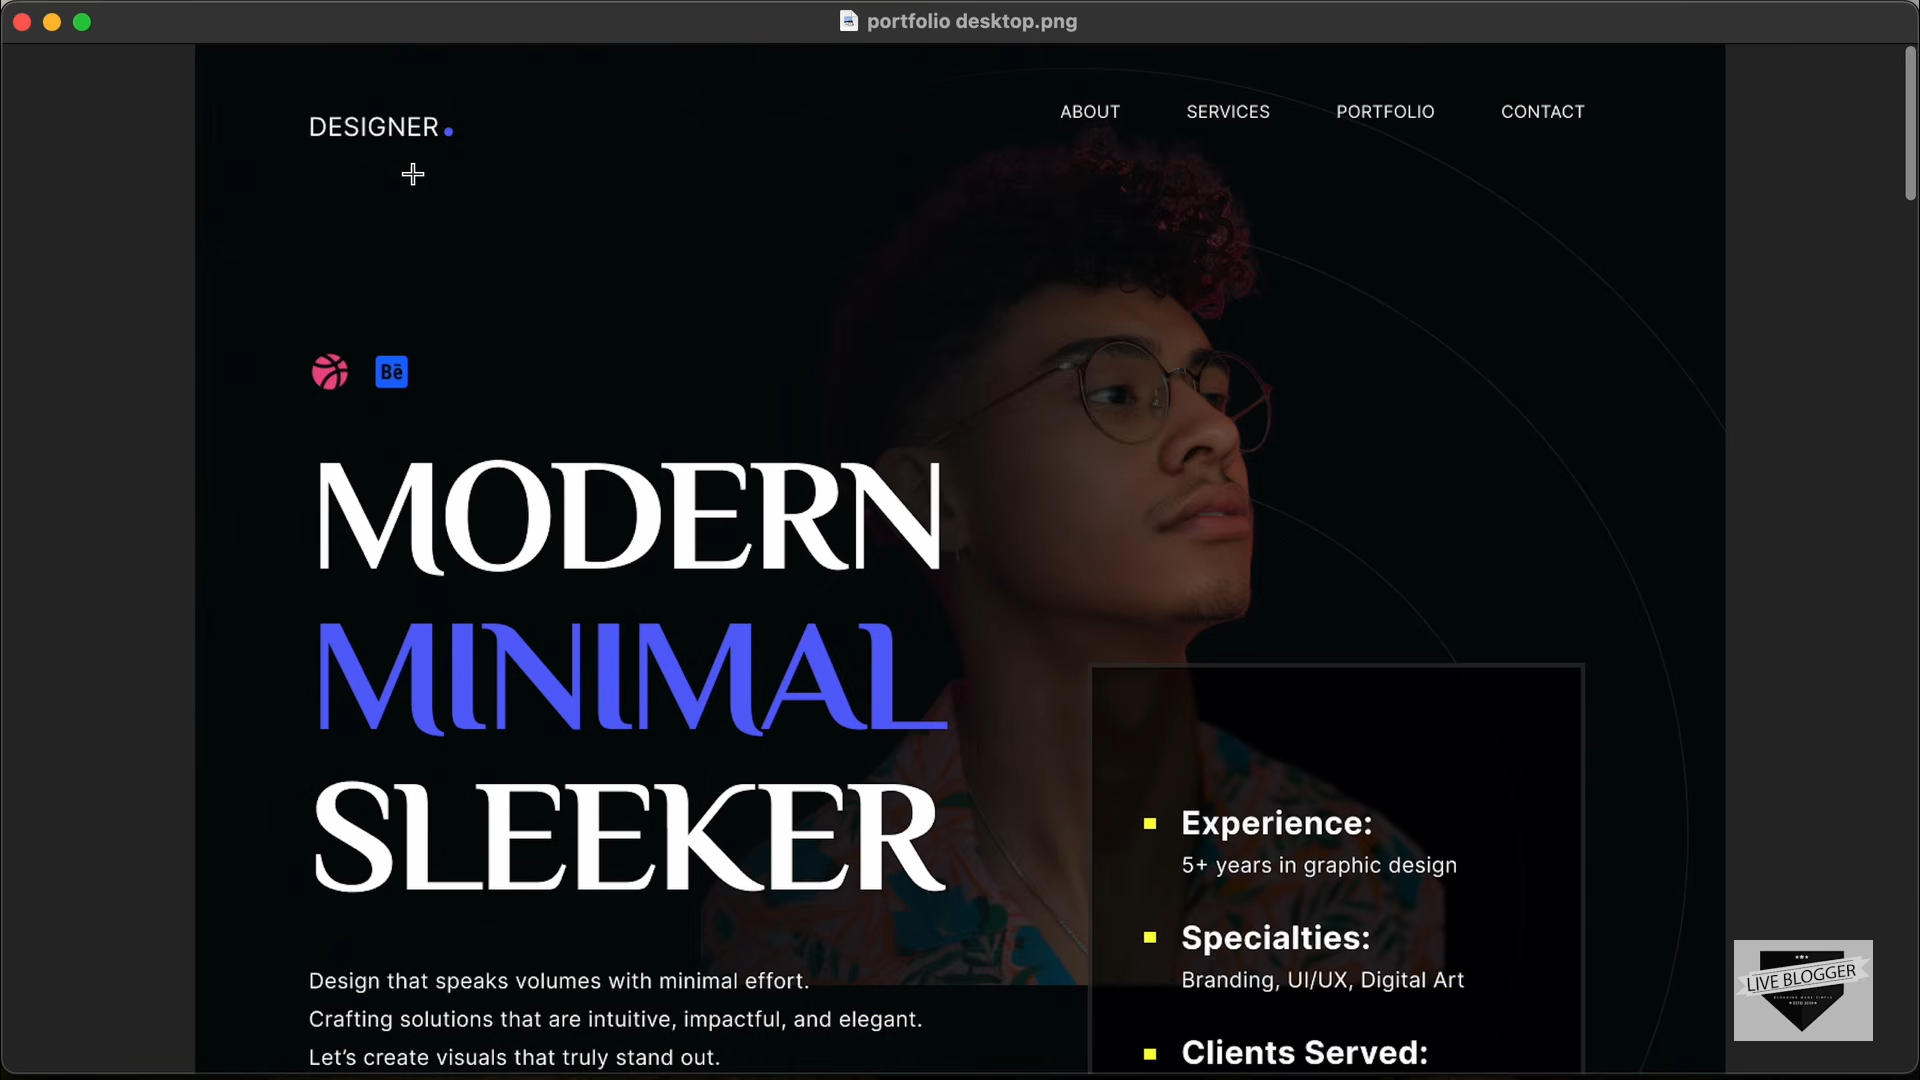 portfolio desktop.png
DESIGNER.
ABOUT SERVICES PORTFOLIO CONTACT
Bē
MODERN
MINIMAL
SLEEKER
Design that speaks volumes with minimal effort.
Crafting solutions that are intuitive, impactful, and elegant.
Let’s create visuals that truly stand out.
Experience:
5+ years in graphic design
Specialties:
Branding, UI/UX, Digital Art
Clients Served:
LIVE BLOGGER